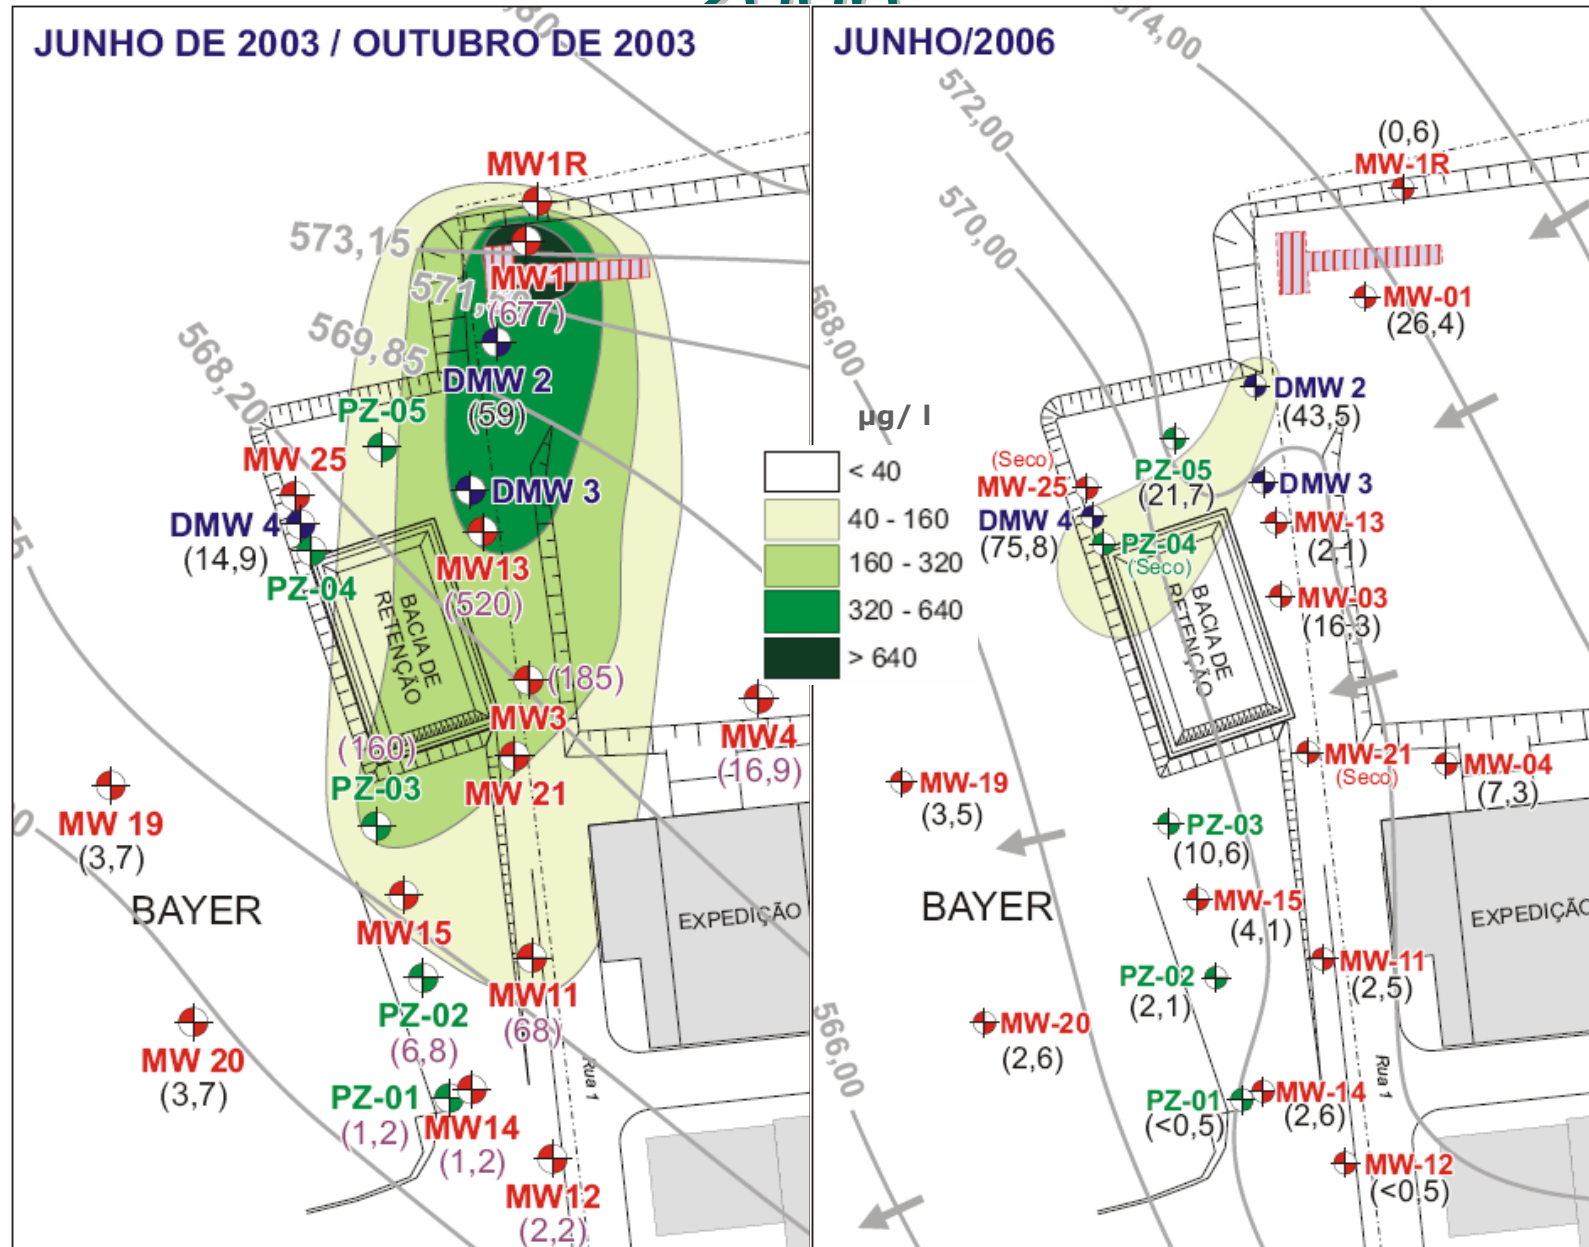 JUNHO DE 2003 / OUTUBRO DE 2003
MW1R
573,15
MW1
(677)
569,85
568,20
DMW 2
(59)
PZ-05
MW 25
DMW 3
DMW 4
(14,9)
PZ-04
MW13
(520)
BACIA DE
RETENÇÃO
(185)
MW3
MW4
(16,9)
(160)
PZ-03
MW 21
MW 19
(3,7)
BAYER
EXPEDIÇÃO
MW15
MW11
(68)
PZ-02
(6,8)
MW 20
(3,7)
Rua 1
PZ-01
(1,2)
MW14
(1,2)
MW12
(2,2)
µg/ l
< 40
40 - 160
160 - 320
320 - 640
> 640
JUNHO/2006
574,00
572,00
570,00
568,00
566,00
(0,6)
MW-1R
MW-01
(26,4)
DMW 2
(43,5)
PZ-05
(21,7)
(Seco)
MW-25
DMW 3
DMW 4
(75,8)
PZ-04
(Seco)
MW-13
(2,1)
MW-03
(16,3)
BACIA DE
RETENÇÃO
MW-21
(Seco)
MW-04
(7,3)
MW-19
(3,5)
PZ-03
(10,6)
BAYER
EXPEDIÇÃO
MW-15
(4,1)
MW-11
(2,5)
PZ-02
(2,1)
MW-20
(2,6)
Rua 1
PZ-01
(<0,5)
MW-14
(2,6)
MW-12
(<0,5)